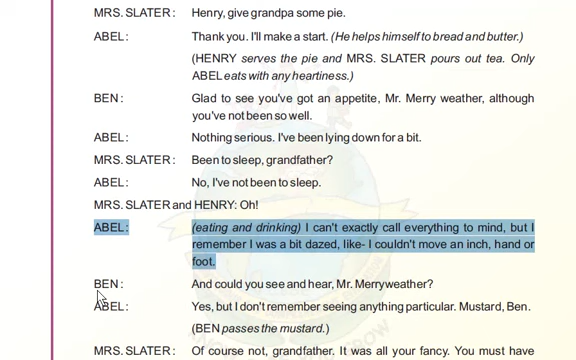 MRS. SLATER : Henry, give grandpa some pie.
ABEL : Thank you. I'll make a start. (He helps himself to bread and butter.)
(HENRY serves the pie and MRS. SLATER pours out tea. Only
ABEL eats with any heartiness.)
BEN : Glad to see you've got an appetite, Mr. Merry weather, although
you've not been so well.
ABEL : Nothing serious. I've been lying down for a bit.
MRS. SLATER : Been to sleep, grandfather?
ABEL : No, I've not been to sleep.
MRS. SLATER and HENRY: Oh!
ABEL : (eating and drinking) I can't exactly call everything to mind, but I
remember I was a bit dazed, like- I couldn't move an inch, hand or
foot.
BEN : And could you see and hear, Mr. Merryweather?
ABEL : Yes, but I don't remember seeing anything particular. Mustard, Ben.
(BEN passes the mustard.)
MRS. SLATER : Of course not, grandfather. It was all your fancy. You must have